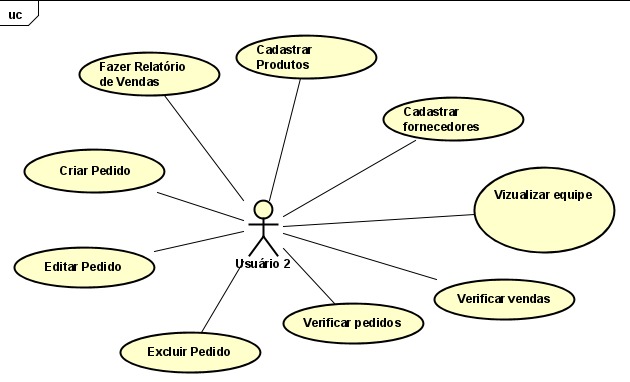 uc
Cadastrar
Produtos
Fazer Relatório
de Vendas
Cadastrar
fornecedores
Criar Pedido
Vizualizar equipe
Usuário 2
Editar Pedido
Verificar vendas
Verificar pedidos
Excluir Pedido